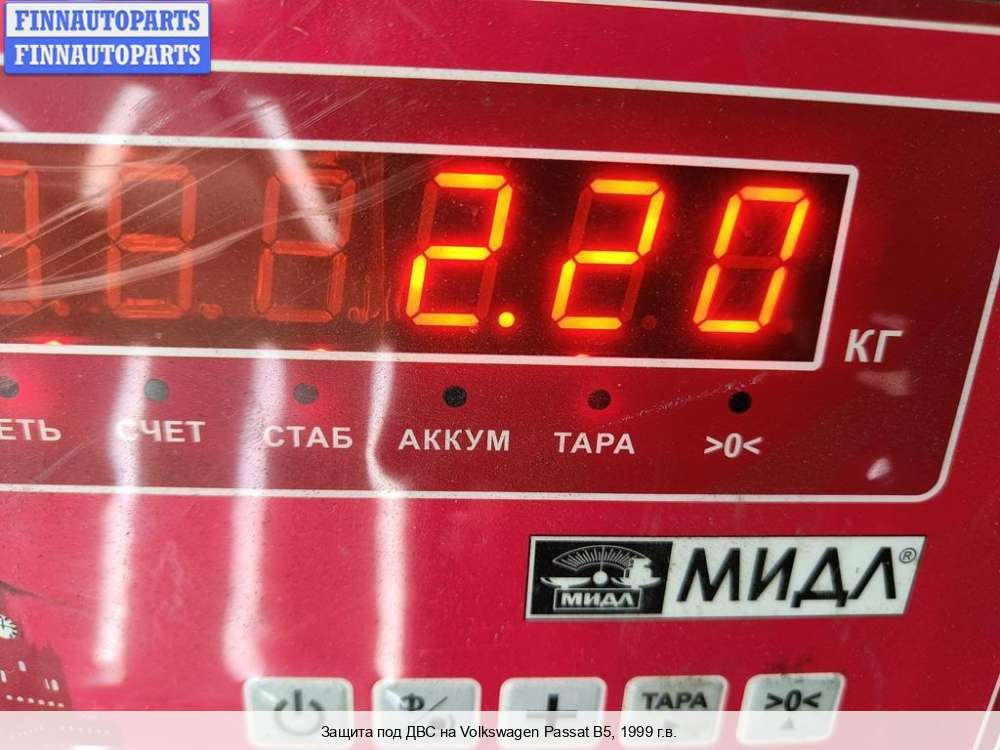 FINNAUTOPARTS
FINNAUTOPARTS
2.20
КГ
ЕТЬ СЧЕТ СТАБ АККУМ ТАРА >0<
МИДЛ МИДЛ®
ТАРА >0<
Защита под ДВС на Volkswagen Passat B5, 1999 г.в.